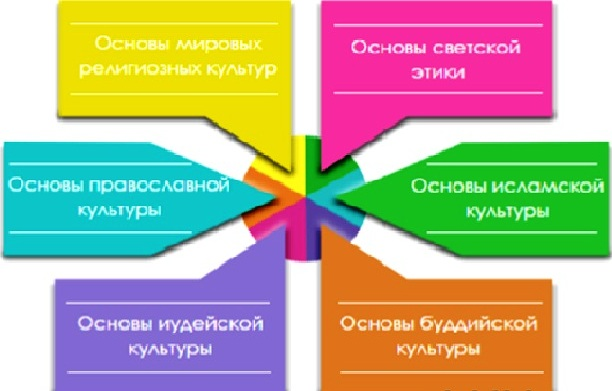 Основы мировых
религиозных культур
Основы светской
этики
Основы православной
культуры
Основы исламской
культуры
Основы иудейской
культуры
Основы буддийской
культуры